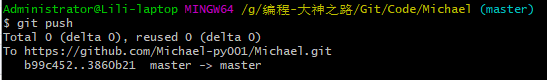 Administrator@Lili-laptop MINGW64 /g/编程-大神之路/Git/Code/Michael (master)
$ git push
Total 0 (delta 0), reused 0 (delta 0)
To https://github.com/Michael-py001/Michael.git
   b99c452..3860b21  master -> master